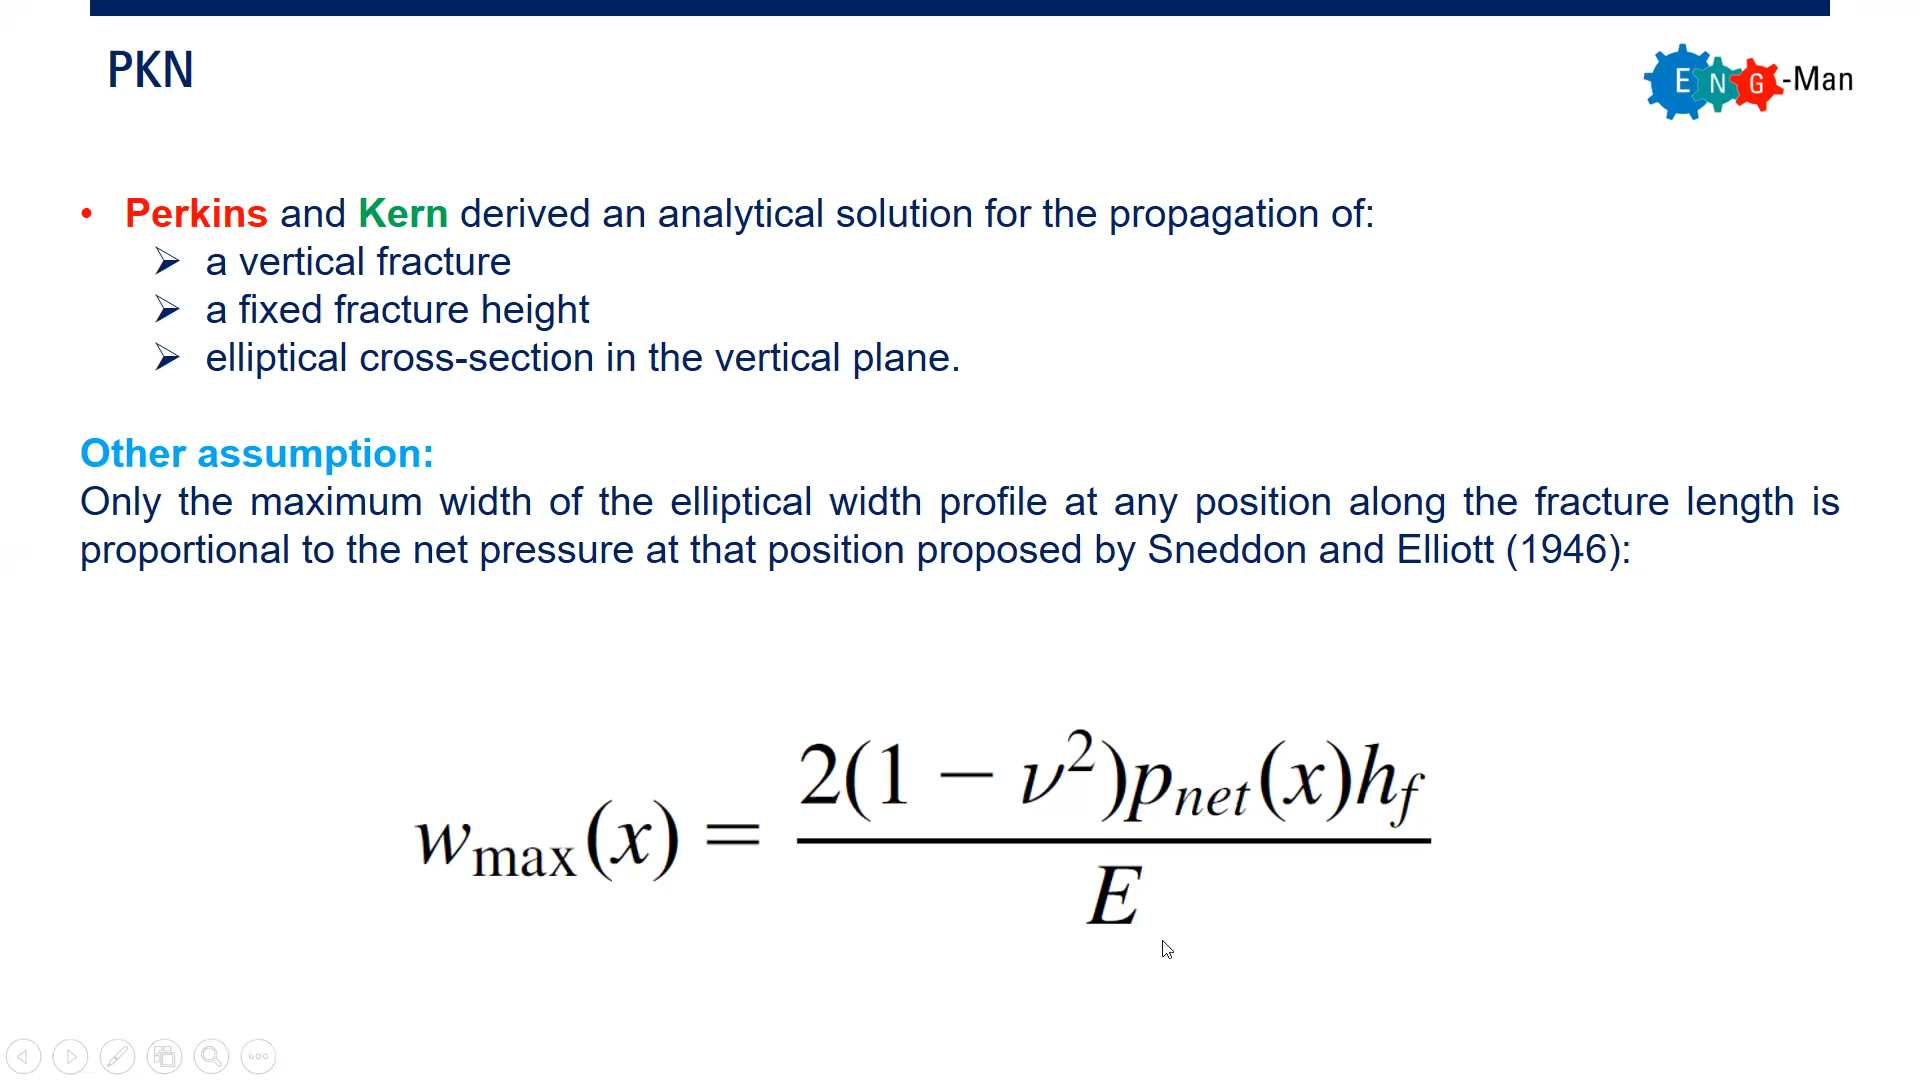 PKN
ENG-Man
• Perkins and Kern derived an analytical solution for the propagation of:
➢ a vertical fracture
➢ a fixed fracture height
➢ elliptical cross-section in the vertical plane.
Other assumption:
Only the maximum width of the elliptical width profile at any position along the fracture length is
proportional to the net pressure at that position proposed by Sneddon and Elliott (1946):
w_max(x) = 2(1 − ν²)p_net(x)h_f / E